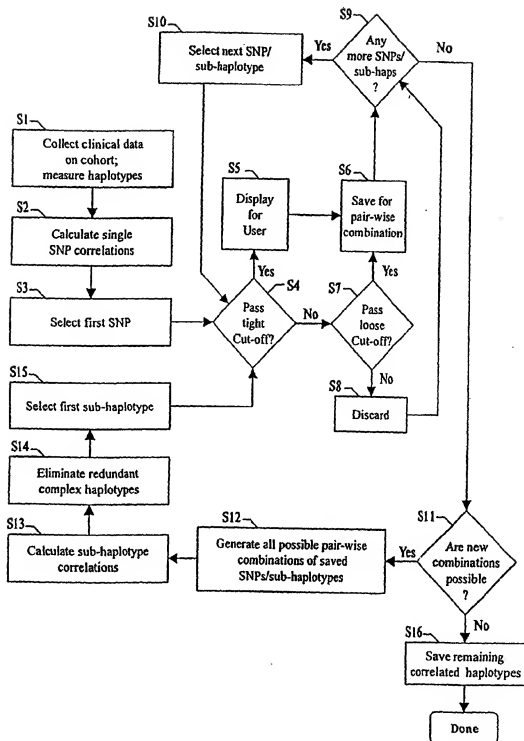 S10
Select next SNP/
sub-haplotype
Yes
S9
Any
more SNPs/
sub-haps
?
No
S1
Collect clinical data
on cohort;
measure haplotypes
S2
Calculate single
SNP correlations
S3
Select first SNP
S5
Display
for
User
S6
Save for
pair-wise
combination
Yes
S4
Pass
tight
Cut-off?
No
S7
Yes
Pass
loose
Cut-off?
No
S8
Discard
S15
Select first sub-haplotype
S14
Eliminate redundant
complex haplotypes
S13
Calculate sub-haplotype
correlations
S12
Generate all possible pair-wise
combinations of saved
SNPs/sub-haplotypes
Yes
S11
Are new
combinations
possible
?
No
S16
Save remaining
correlated haplotypes
Done